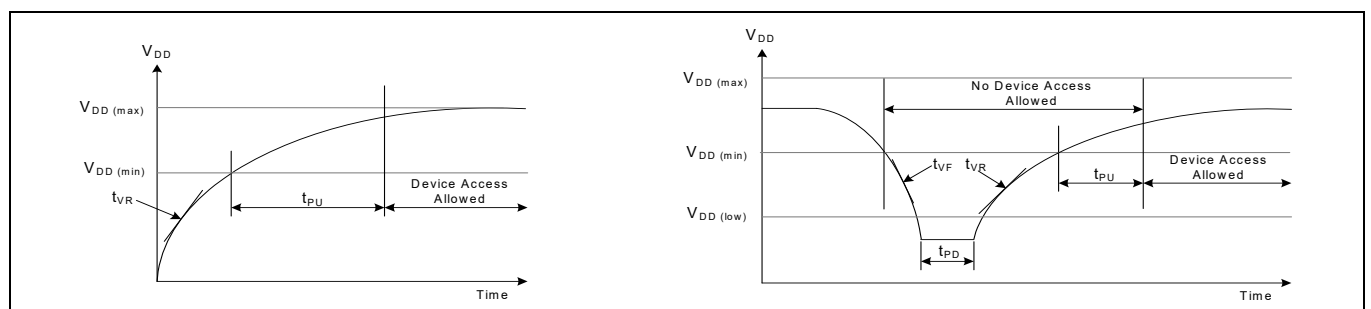 VDD
VDD (max)
VDD (min)
tVR
tPU
Device Access
Allowed
Time
VDD
VDD (max)
No Device Access
Allowed
VDD (min)
tVF
tVR
tPU
Device Access
Allowed
VDD (low)
tPD
Time